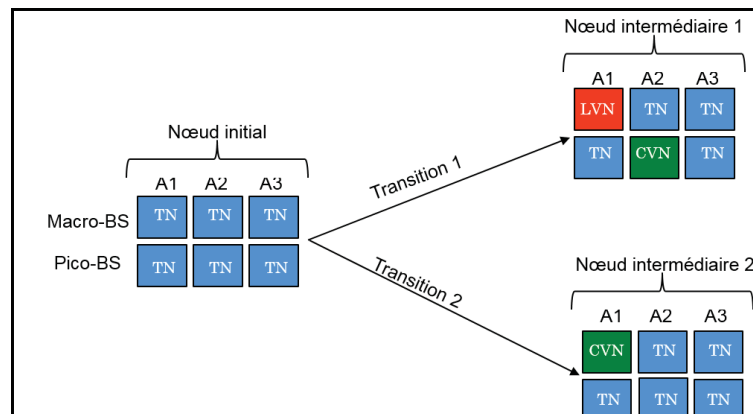 Nœud intermédiaire 1
A1 A2 A3
LVN TN TN
TN CVN TN
Nœud initial
A1 A2 A3
Macro-BS TN TN TN
Pico-BS TN TN TN
Transition 1
Transition 2
Nœud intermédiaire 2
A1 A2 A3
CVN TN TN
TN TN TN